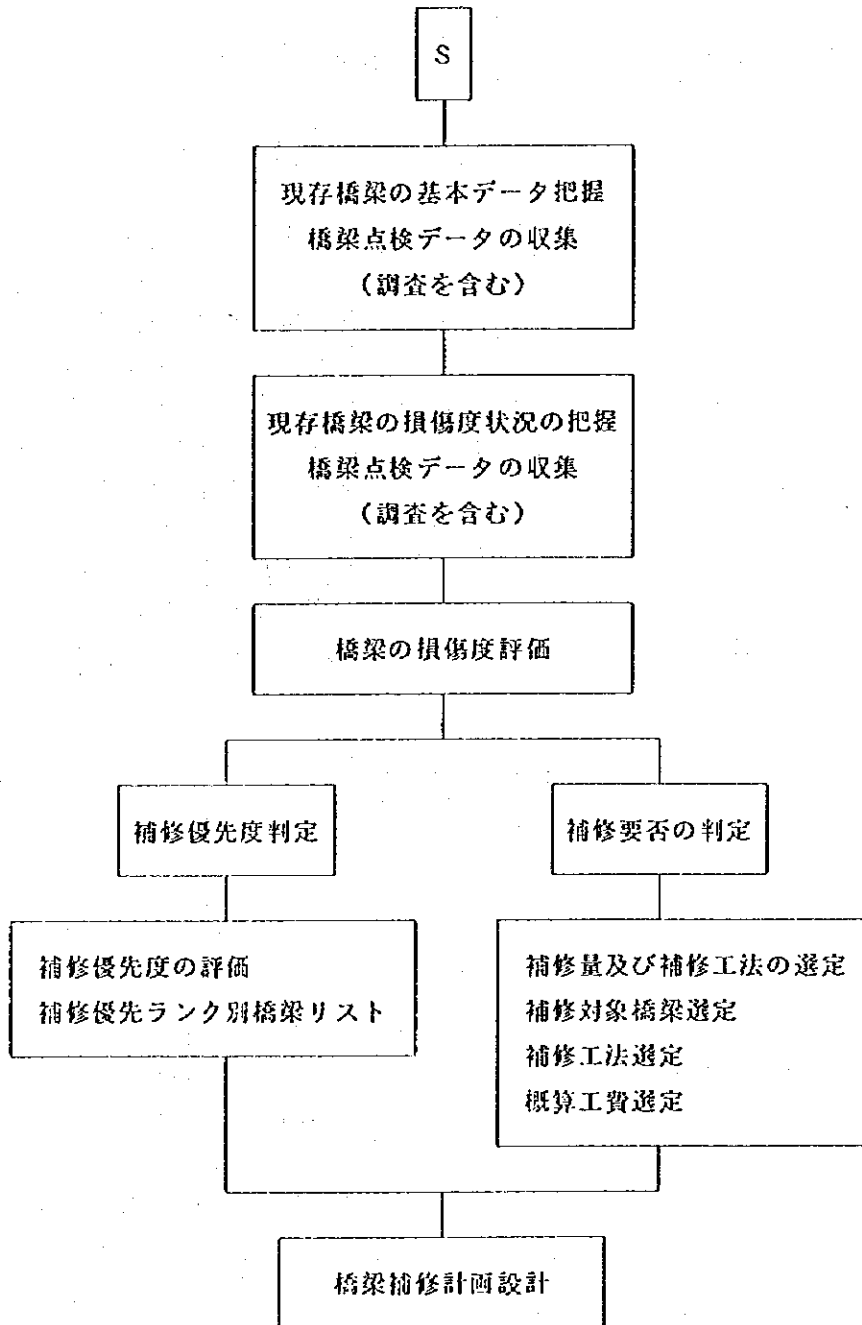 S
現存橋梁の基本データ把握
橋梁点検データの収集
（調査を含む）
現存橋梁の損傷度状況の把握
橋梁点検データの収集
（調査を含む）
橋梁の損傷度評価
補修優先度判定
補修要否の判定
補修優先度の評価
補修優先ランク別橋梁リスト
補修量及び補修工法の選定
補修対象橋梁選定
補修工法選定
概算工費選定
橋梁補修計画設計